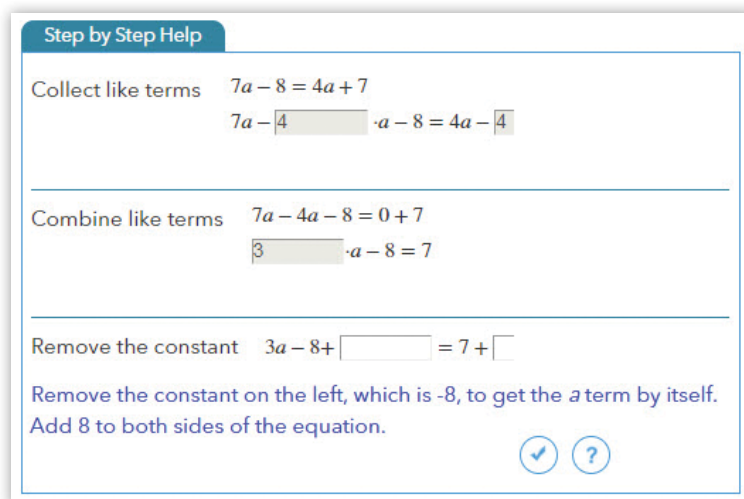 Step by Step Help
Collect like terms 7a – 8 = 4a + 7
7a – 4 ·a – 8 = 4a – 4
Combine like terms 7a – 4a – 8 = 0 + 7
3 ·a – 8 = 7
Remove the constant 3a – 8+ = 7 +
Remove the constant on the left, which is -8, to get the a term by itself.
Add 8 to both sides of the equation.
?